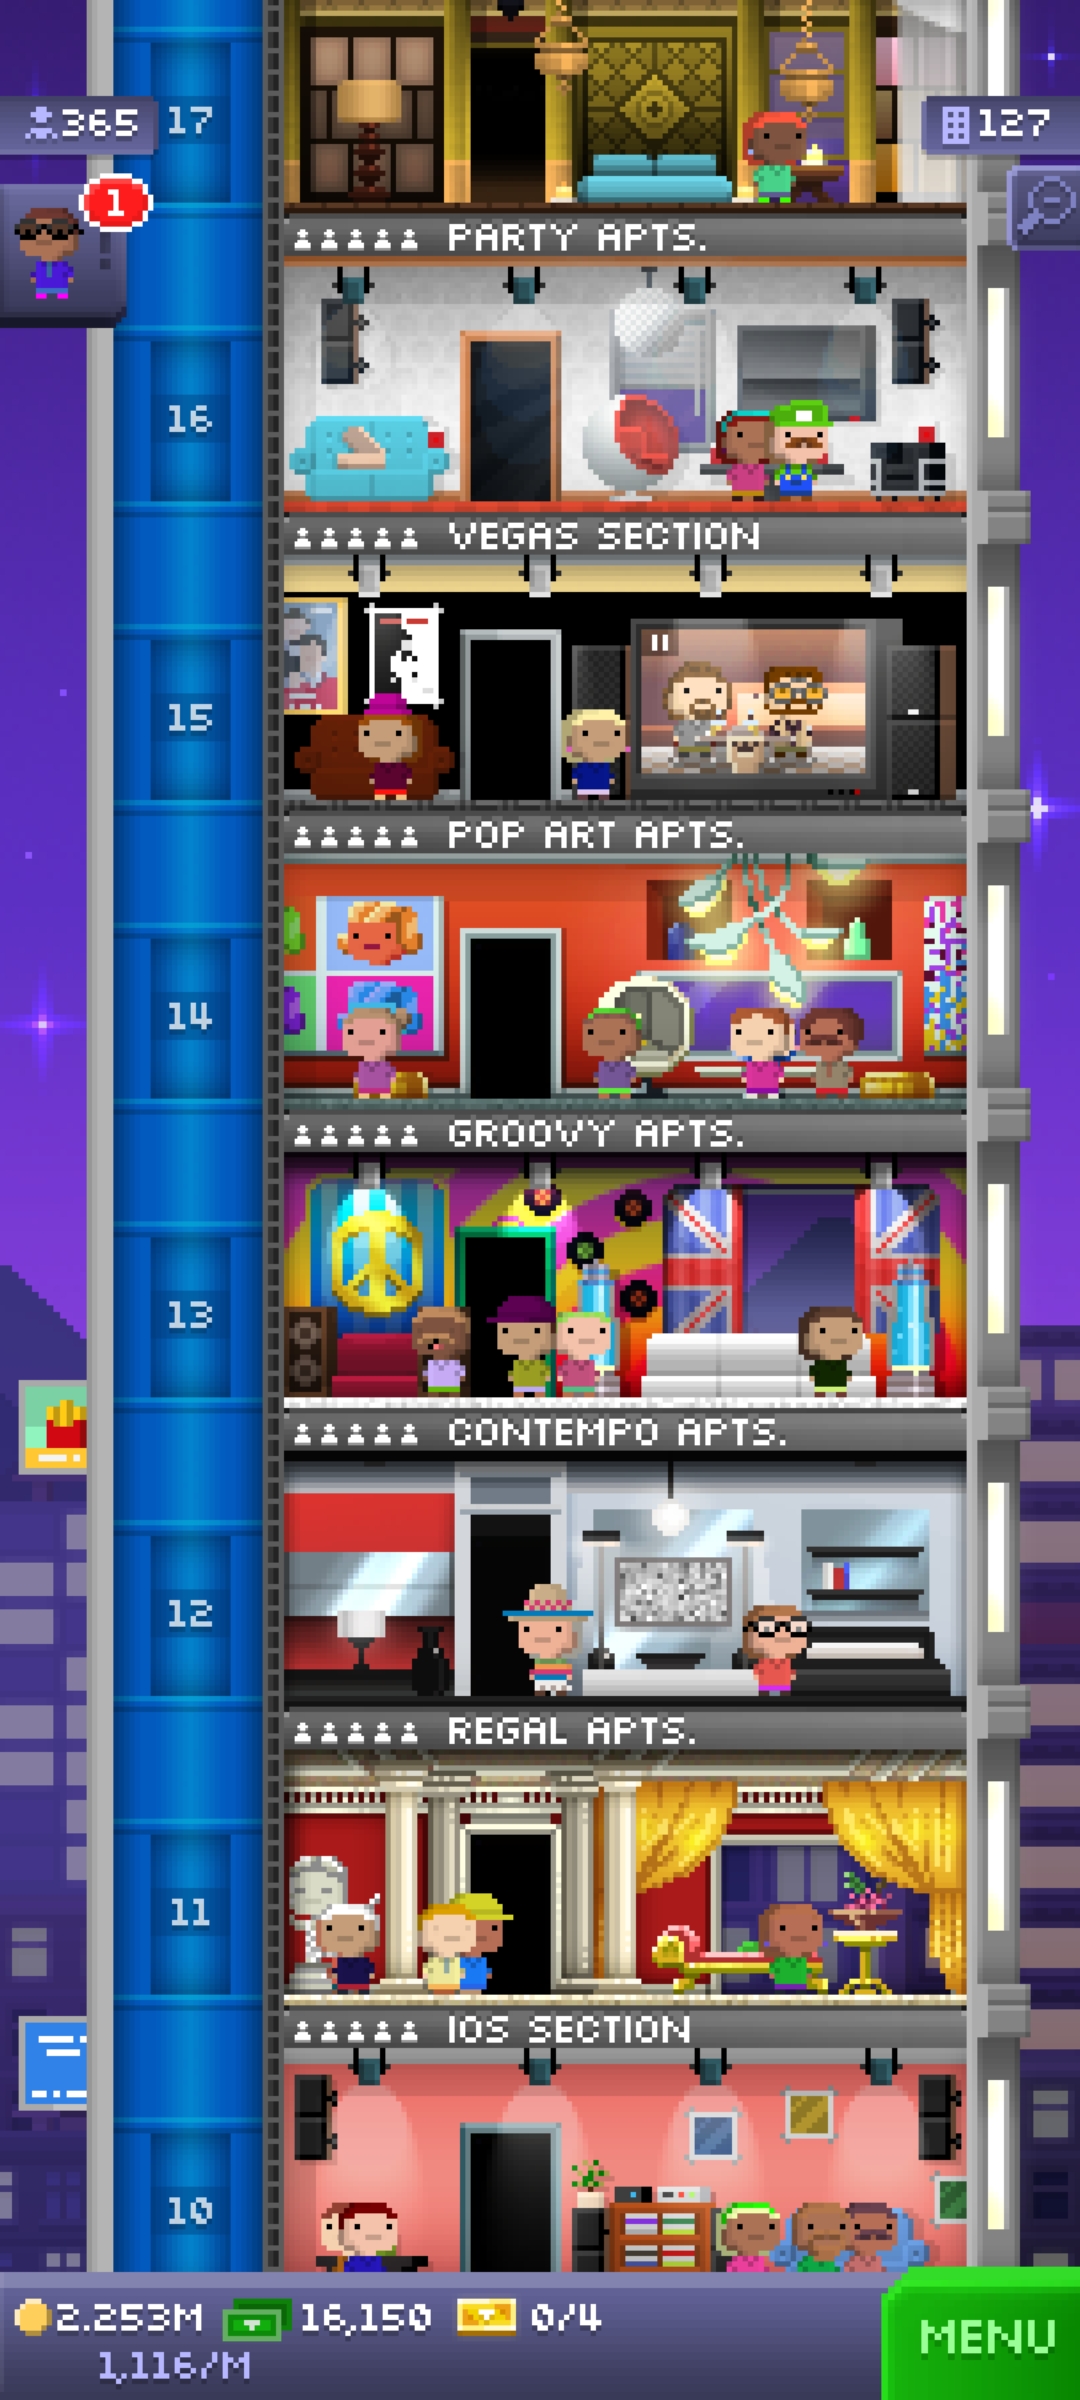 365
17
127
1
PARTY APTS.
16
VEGAS SECTION
15
POP ART APTS.
14
GROOVY APTS.
13
CONTEMPO APTS.
12
REGAL APTS.
11
IOS SECTION
10
2.253M 16,150 0/4
1,116/M
MENU